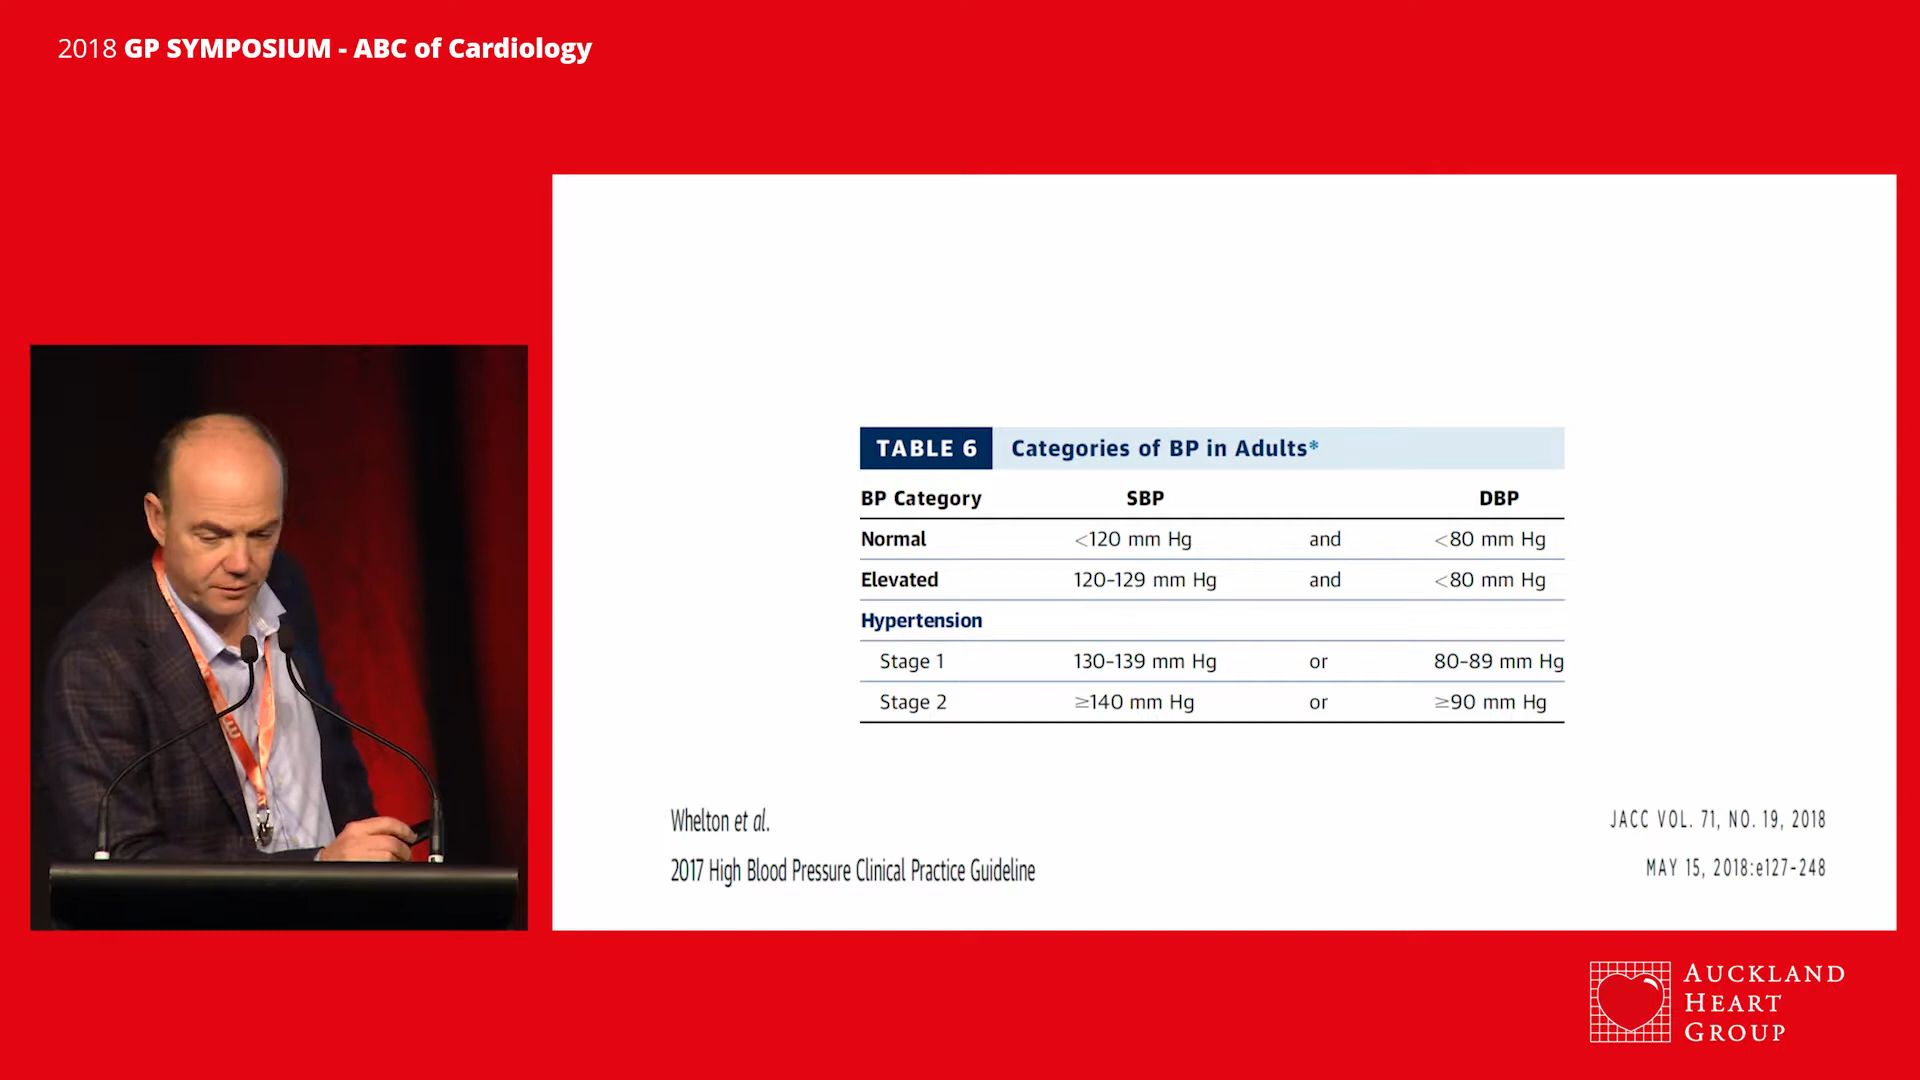 2018 GP SYMPOSIUM - ABC of Cardiology
TABLE 6 Categories of BP in Adults*
BP Category SBP DBP
Normal <120 mm Hg and <80 mm Hg
Elevated 120-129 mm Hg and <80 mm Hg
Hypertension
Stage 1 130-139 mm Hg or 80-89 mm Hg
Stage 2 ≥140 mm Hg or ≥90 mm Hg
Whelton et al. JACC VOL. 71, NO. 19, 2018
2017 High Blood Pressure Clinical Practice Guideline MAY 15, 2018:e127-248
AUCKLAND
HEART
GROUP